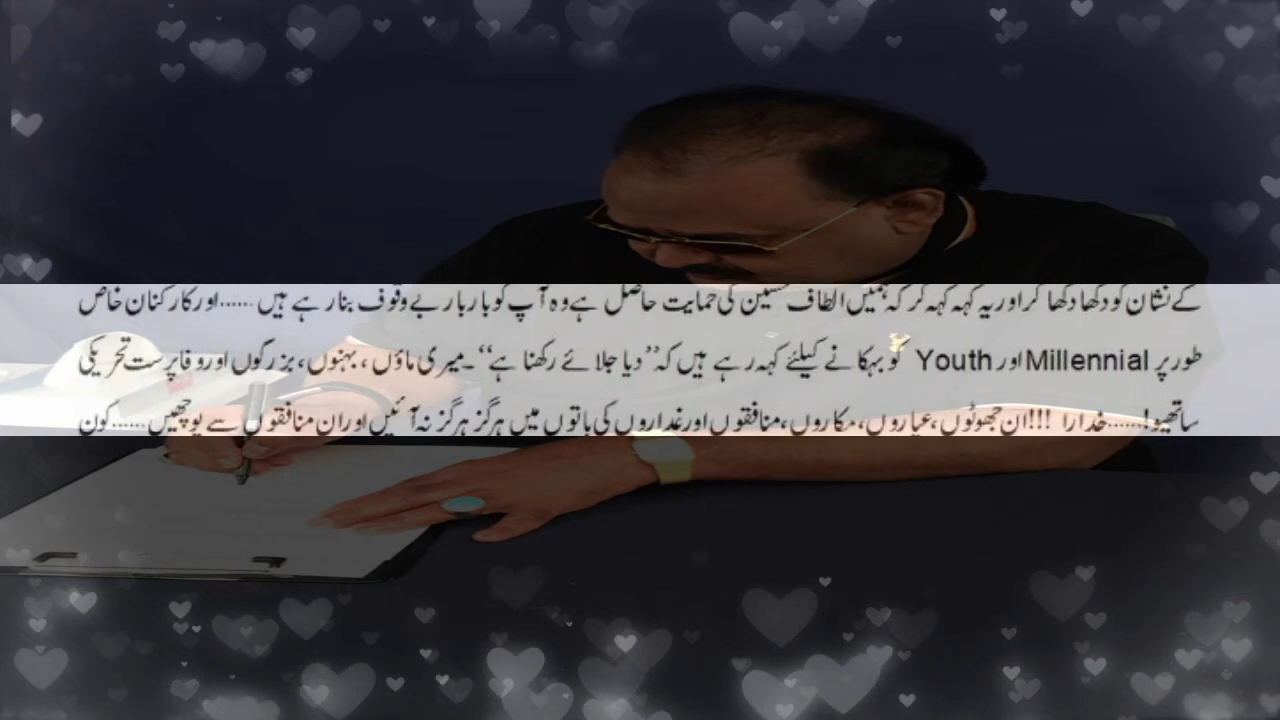 کے نشان کو دکھا دکھا کر اور یہ کہہ کہہ کر کہ ہمیں الطاف حسین کی حمایت حاصل ہے وہ آپ کو بار بار بے وقوف بنا رہے ہیں ......اور کارکنان خاص
طور پر Millennial اور Youth کو بہکانے کیلئے کہہ رہے ہیں کہ ’’دیا جلائے رکھنا ہے‘‘۔ میری ماؤں ، بہنوں، بزرگوں اور وفا پرست تحریکی
ساتھیو!......خدارا !!!ان جھوٹوں، عیاروں، مکاروں، منافقوں اور غداروں کی باتوں میں ہرگز ہرگز نہ آئیں اور ان منافقوں سے پوچھیں ......کون